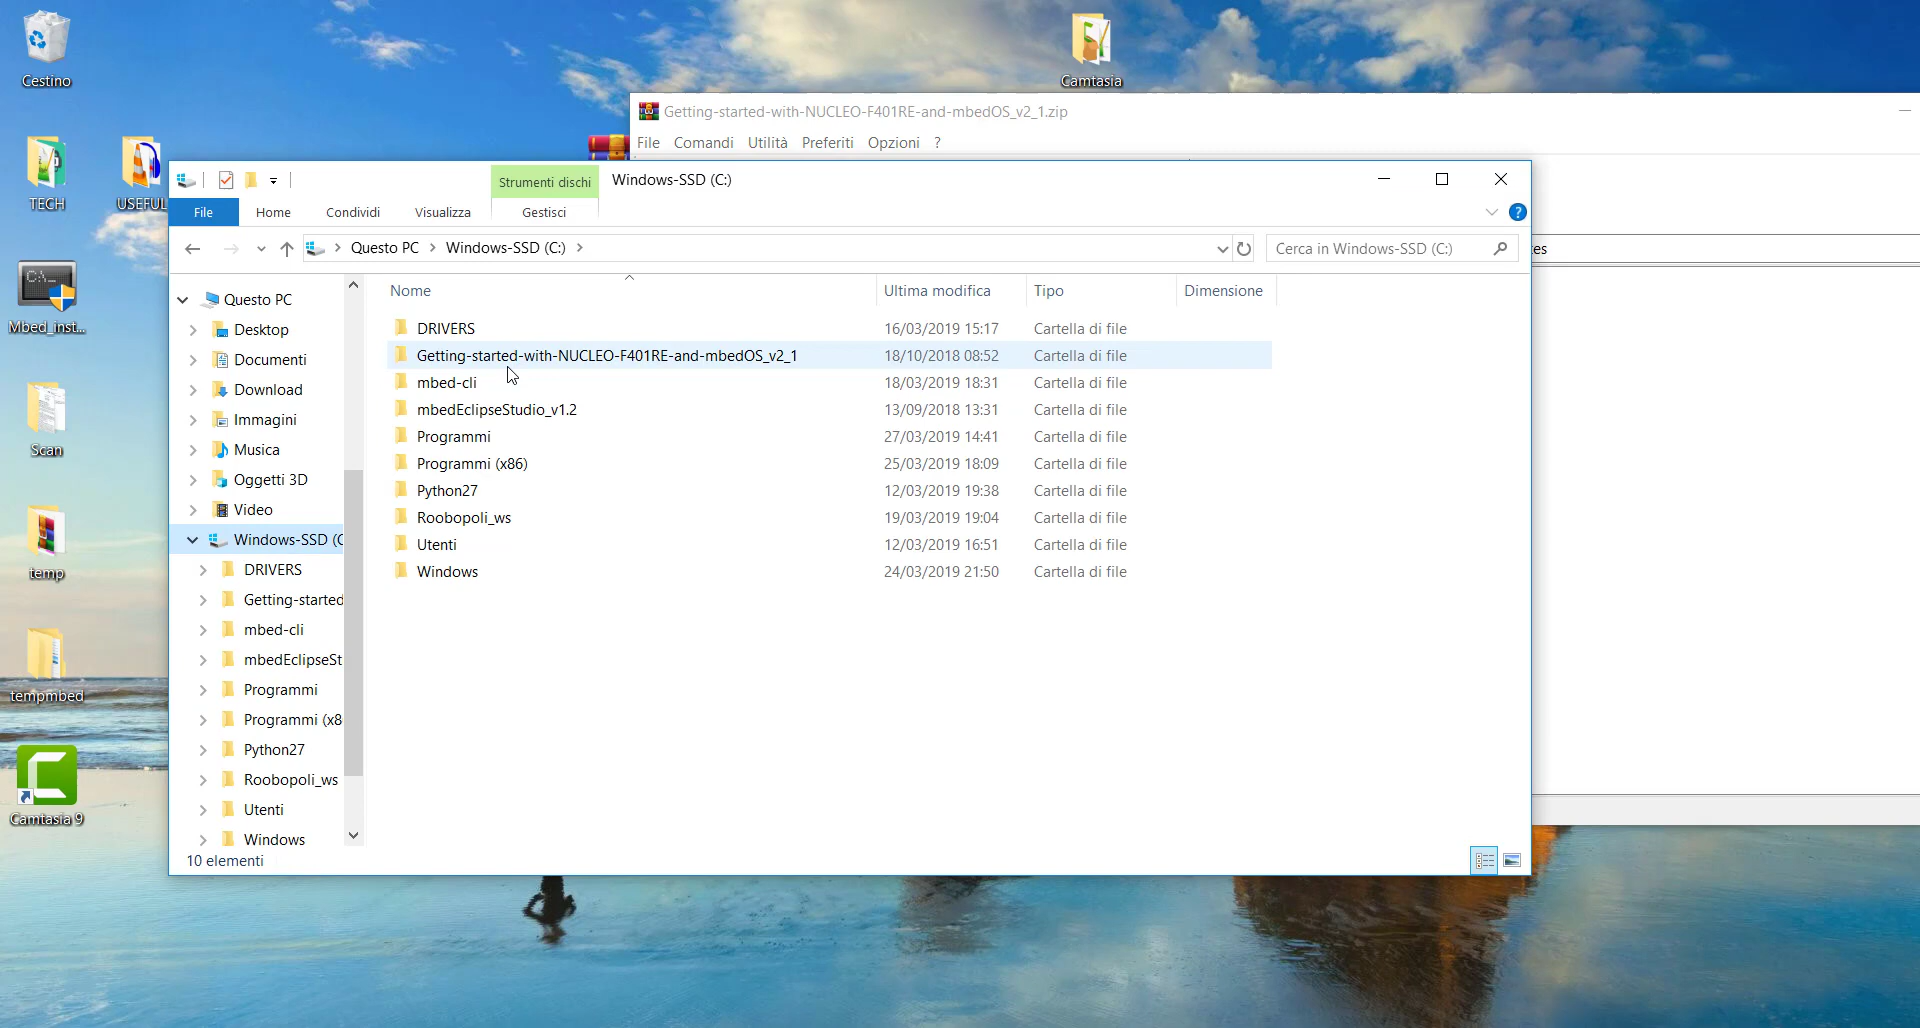 Cestino
Camtasia
TECH
USEFUL
Mbed_inst...
Scan
temp
tempmbed
Camtasia 9
Getting-started-with-NUCLEO-F401RE-and-mbedOS_v2_1.zip
File Comandi Utilità Preferiti Opzioni ?
es
Strumenti dischi Windows-SSD (C:)
File Home Condividi Visualizza Gestisci
Questo PC Windows-SSD (C:) Cerca in Windows-SSD (C:)
Questo PC
Desktop
Documenti
Download
Immagini
Musica
Oggetti 3D
Video
Windows-SSD (C
DRIVERS
Getting-started
mbed-cli
mbedEclipseSt
Programmi
Programmi (x8
Python27
Roobopoli_ws
Utenti
Windows
Nome Ultima modifica Tipo Dimensione
DRIVERS 16/03/2019 15:17 Cartella di file
Getting-started-with-NUCLEO-F401RE-and-mbedOS_v2_1 18/10/2018 08:52 Cartella di file
mbed-cli 18/03/2019 18:31 Cartella di file
mbedEclipseStudio_v1.2 13/09/2018 13:31 Cartella di file
Programmi 27/03/2019 14:41 Cartella di file
Programmi (x86) 25/03/2019 18:09 Cartella di file
Python27 12/03/2019 19:38 Cartella di file
Roobopoli_ws 19/03/2019 19:04 Cartella di file
Utenti 12/03/2019 16:51 Cartella di file
Windows 24/03/2019 21:50 Cartella di file
10 elementi